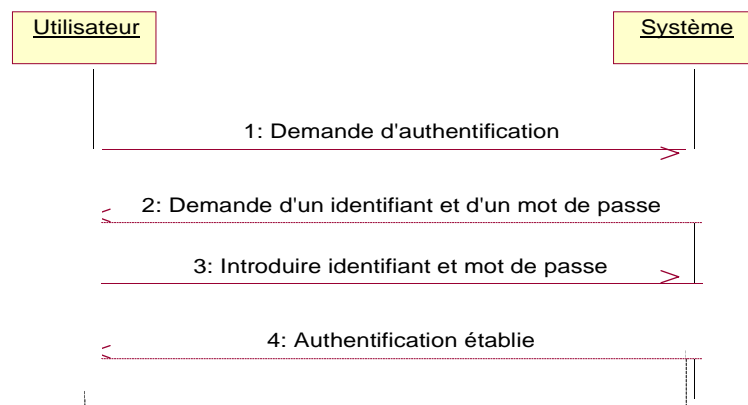 Utilisateur
Système
1: Demande d'authentification
2: Demande d'un identifiant et d'un mot de passe
3: Introduire identifiant et mot de passe
4: Authentification établie